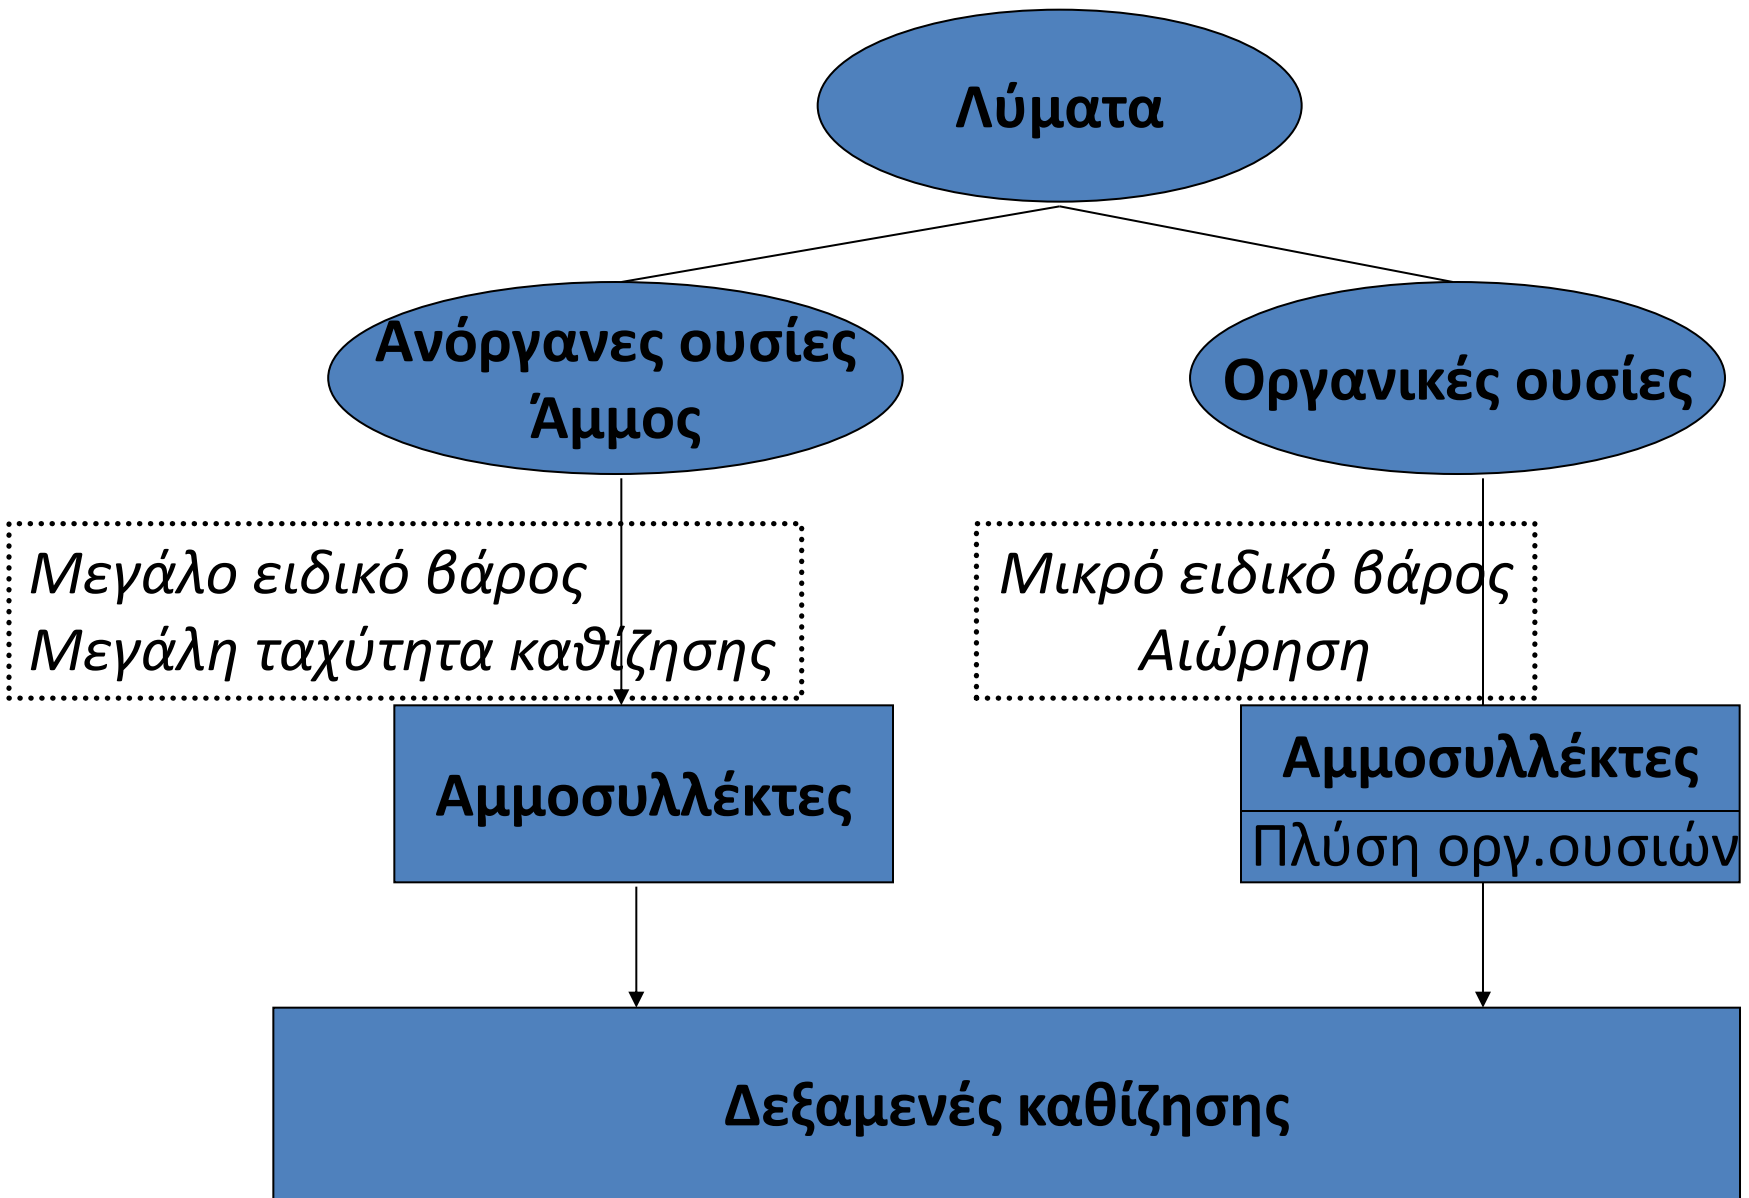 Λύματα
Ανόργανες ουσίες
Άμμος
Οργανικές ουσίες
Μεγάλο ειδικό βάρος
Μεγάλη ταχύτητα καθίζησης
Μικρό ειδικό βάρος
Αιώρηση
Αμμοσυλλέκτες
Αμμοσυλλέκτες
Πλύση οργ.ουσιών
Δεξαμενές καθίζησης